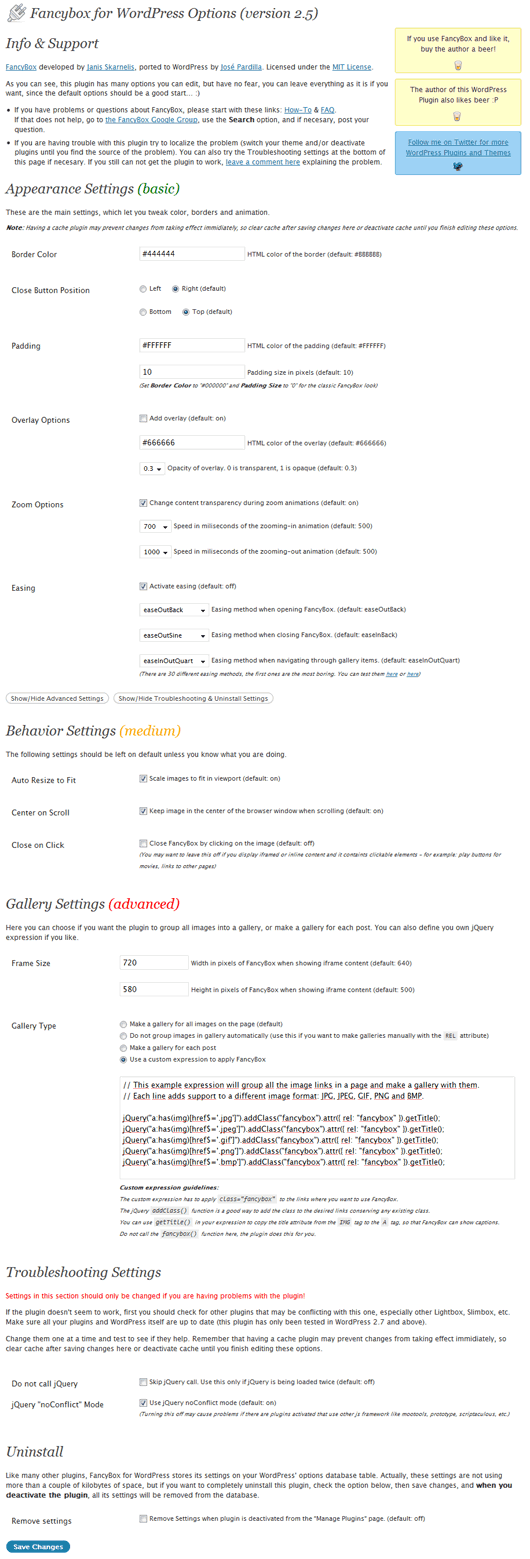 Fancybox for WordPress Options (version 2.5)
If you use FancyBox and like it,
buy the author a beer!
The author of this WordPress
Plugin also likes beer :P
Follow me on Twitter for more
WordPress Plugins and Themes
Info & Support
FancyBox developed by Janis Skarnelis, ported to WordPress by José Pardilla. Licensed under the MIT License.
As you can see, this plugin has many options you can edit, but have no fear, you can leave everything as it is if you
want, since the default options should be a good start... :)
If you have problems or questions about FancyBox, please start with these links: How-To & FAQ.
If that does not help, go to the FancyBox Google Group, use the Search option, and if necessary, post your
question.
If you are having trouble with this plugin try to localize the problem (switch your theme and/or deactivate
plugins until you find the source of the problem). You can also try the Troubleshooting settings at the bottom of
this page if necesary. If you still can not get the plugin to work, leave a comment here explaining the problem.
Appearance Settings (basic)
These are the main settings, which let you tweak color, borders and animation.
Note: Having a cache plugin may prevent changes from taking effect immediately, so clear cache after saving changes here or deactivate cache until you finish editing these options.
Border Color
#444444 HTML color of the border (default: #BBBBBB)
Close Button Position
Left Right (default)
Bottom Top (default)
Padding
#FFFFFF HTML color of the padding (default: #FFFFFF)
10 Padding size in pixels (default: 10)
(Set Border Color to "#000000" and Padding Size to "0" for the classic FancyBox look)
Overlay Options
Add overlay (default: on)
#666666 HTML color of the overlay (default: #666666)
0.3 Opacity of overlay. 0 is transparent, 1 is opaque (default: 0.3)
Zoom Options
Change content transparency during zoom animations (default: on)
700 Speed in miliseconds of the zooming-in animation (default: 500)
1000 Speed in miliseconds of the zooming-out animation (default: 500)
Easing
Activate easing (default: off)
easeOutBack Easing method when opening FancyBox. (default: easeOutBack)
easeOutSine Easing method when closing FancyBox. (default: easeInBack)
easeInOutQuart Easing method when navigating through gallery items. (default: easeInOutQuart)
(There are 30 different easing methods, the first ones are the most boring. You can test them here or here)
Show/Hide Advanced Settings Show/Hide Troubleshooting & Uninstall Settings
Behavior Settings (medium)
The following settings should be left on default unless you know what you are doing.
Auto Resize to Fit
Scale images to fit in viewport (default: on)
Center on Scroll
Keep image in the center of the browser window when scrolling (default: on)
Close on Click
Close FancyBox by clicking on the image (default: off)
(You may want to leave this off if you display iframed or inline content and it containts clickable elements - for example: play buttons for
movies, links to other pages)
Gallery Settings (advanced)
Here you can choose if you want the plugin to group all images into a gallery, or make a gallery for each post. You can also define you own jQuery
expression if you like.
Frame Size
720 Width in pixels of FancyBox when showing iframe content (default: 640)
580 Height in pixels of FancyBox when showing iframe content (default: 500)
Gallery Type
Make a gallery for all images on the page (default)
Do not group images in gallery automatically (use this if you want to make galleries manually with the REL attribute)
Make a gallery for each post
Use a custom expression to apply FancyBox
// This example expression will group all the image links in a page and make a gallery with them.
// Each line adds support to a different image format: JPG, JPEG, GIF, PNG and BMP.
jQuery("a:has(img)[href$='.jpg']").addClass("fancybox").attr({ rel: "fancybox" }).getTitle();
jQuery("a:has(img)[href$='.jpeg']").addClass("fancybox").attr({ rel: "fancybox" }).getTitle();
jQuery("a:has(img)[href$='.gif']").addClass("fancybox").attr({ rel: "fancybox" }).getTitle();
jQuery("a:has(img)[href$='.png']").addClass("fancybox").attr({ rel: "fancybox" }).getTitle();
jQuery("a:has(img)[href$='.bmp']").addClass("fancybox").attr({ rel: "fancybox" }).getTitle();
Custom expression guidelines:
The custom expression has to apply class="fancybox" to the links where you want to use FancyBox.
The jQuery addClass() function is a good way to add the class to the desired links conserving any existing class.
You can use getTitle() in your expression to copy the title attribute from the IMG tag to the A tag, so that FancyBox can show captions.
Do not call the fancybox() function here, the plugin does this for you.
Troubleshooting Settings
Settings in this section should only be changed if you are having problems with the plugin!
If the plugin doesn't seem to work, first you should check for other plugins that may be conflicting with this one, especially other Lightbox, Slimbox, etc.
Make sure all your plugins and WordPress itself are up to date (this plugin has only been tested in WordPress 2.7 and above).
Change them one at a time and test to see if they help. Remember that having a cache plugin may prevent changes from taking effect immediately, so
clear cache after saving changes here or deactivate cache until you finish editing these options.
Do not call jQuery
Skip jQuery call. Use this only if jQuery is being loaded twice (default: off)
jQuery "noConflict" Mode
Use jQuery noConflict mode (default: on)
(Turning this off may cause problems if there are plugins activated that use other js framework like mootools, prototype, scriptaculous, etc.)
Uninstall
Like many other plugins, FancyBox for WordPress stores its settings on your WordPress' options database table. Actually, these settings are not using
more than a couple of kilobytes of space, but if you want to completely uninstall this plugin, check the option below, then save changes, and when you
deactivate the plugin, all its settings will be removed from the database.
Remove settings
Remove Settings when plugin is deactivated from the "Manage Plugins" page. (default: off)
Save Changes